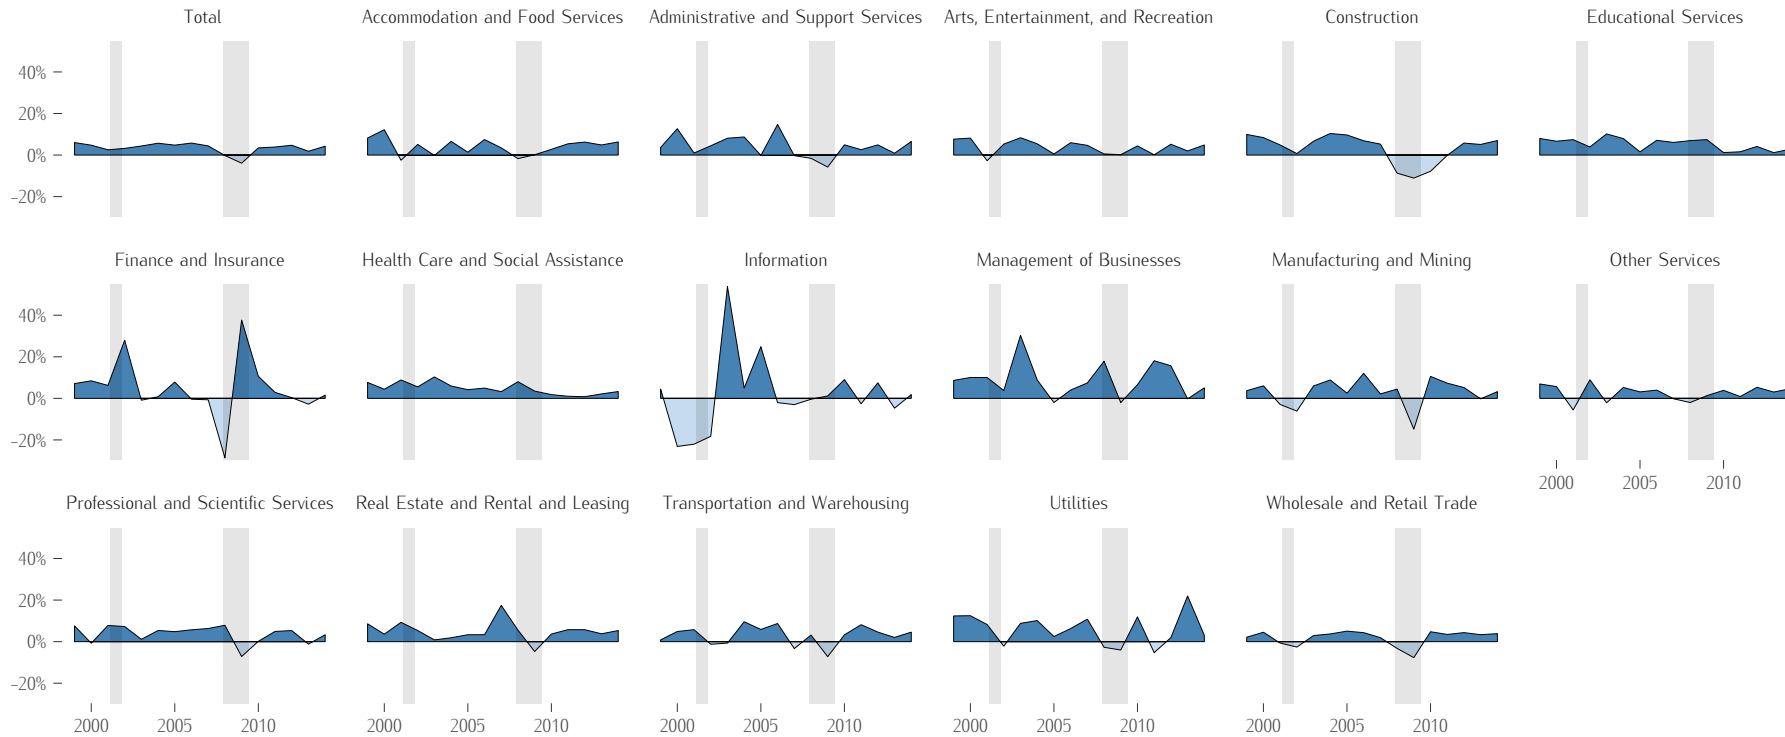 Total Accommodation and Food Services Administrative and Support Services Arts, Entertainment, and Recreation Construction Educational Services
40%
20%
0%
–20%
Finance and Insurance Health Care and Social Assistance Information Management of Businesses Manufacturing and Mining Other Services
40%
20%
0%
–20%
2000 2005 2010
Professional and Scientific Services Real Estate and Rental and Leasing Transportation and Warehousing Utilities Wholesale and Retail Trade
40%
20%
0%
–20%
2000 2005 2010 2000 2005 2010 2000 2005 2010 2000 2005 2010 2000 2005 2010